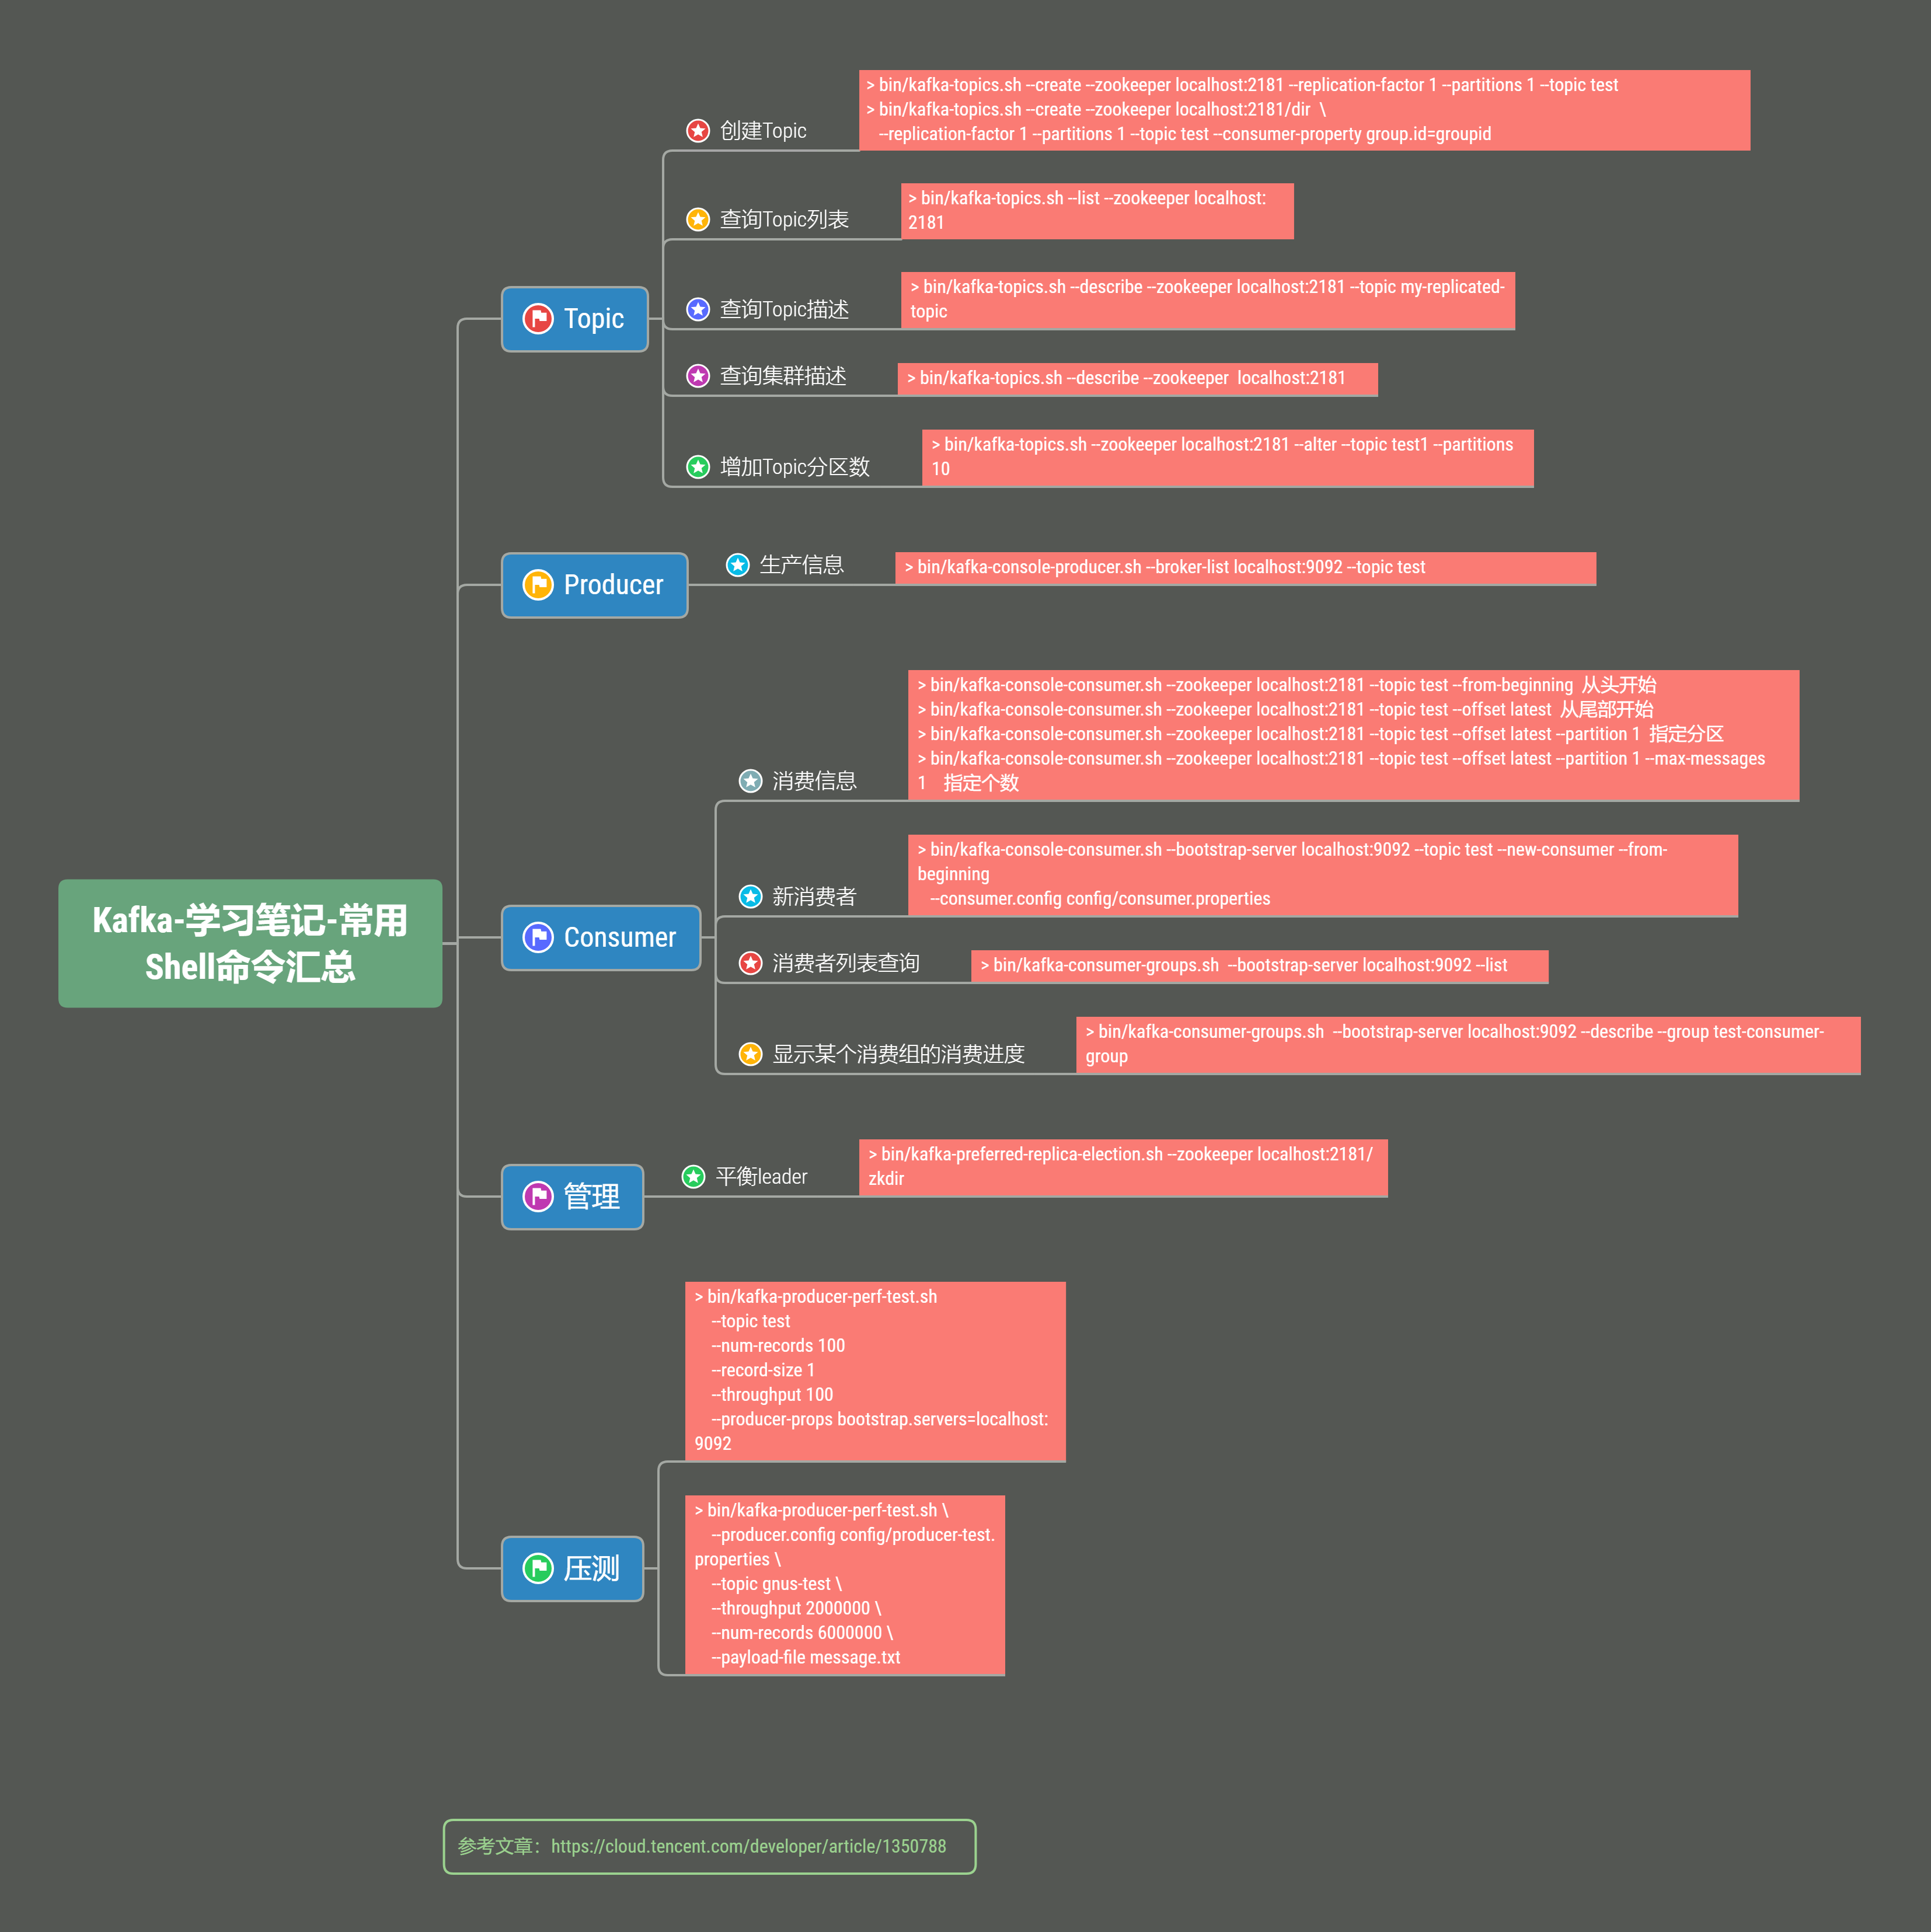 Kafka-学习笔记-常用
Shell命令汇总
Topic
创建Topic
> bin/kafka-topics.sh --create --zookeeper localhost:2181 --replication-factor 1 --partitions 1 --topic test
> bin/kafka-topics.sh --create --zookeeper localhost:2181/dir \
--replication-factor 1 --partitions 1 --topic test --consumer-property group.id=groupid
查询Topic列表
> bin/kafka-topics.sh --list --zookeeper localhost:
2181
查询Topic描述
> bin/kafka-topics.sh --describe --zookeeper localhost:2181 --topic my-replicated-
topic
查询集群描述
> bin/kafka-topics.sh --describe --zookeeper localhost:2181
增加Topic分区数
> bin/kafka-topics.sh --zookeeper localhost:2181 --alter --topic test1 --partitions
10
Producer
生产信息
> bin/kafka-console-producer.sh --broker-list localhost:9092 --topic test
Consumer
消费信息
> bin/kafka-console-consumer.sh --zookeeper localhost:2181 --topic test --from-beginning 从头开始
> bin/kafka-console-consumer.sh --zookeeper localhost:2181 --topic test --offset latest 从尾部开始
> bin/kafka-console-consumer.sh --zookeeper localhost:2181 --topic test --offset latest --partition 1 指定分区
> bin/kafka-console-consumer.sh --zookeeper localhost:2181 --topic test --offset latest --partition 1 --max-messages
1 指定个数
新消费者
> bin/kafka-console-consumer.sh --bootstrap-server localhost:9092 --topic test --new-consumer --from-
beginning
--consumer.config config/consumer.properties
消费者列表查询
> bin/kafka-consumer-groups.sh --bootstrap-server localhost:9092 --list
显示某个消费组的消费进度
> bin/kafka-consumer-groups.sh --bootstrap-server localhost:9092 --describe --group test-consumer-
group
管理
平衡leader
> bin/kafka-preferred-replica-election.sh --zookeeper localhost:2181/
zkdir
压测
> bin/kafka-producer-perf-test.sh
--topic test
--num-records 100
--record-size 1
--throughput 100
--producer-props bootstrap.servers=localhost:
9092
> bin/kafka-producer-perf-test.sh \
--producer.config config/producer-test.
properties \
--topic gnus-test \
--throughput 2000000 \
--num-records 6000000 \
--payload-file message.txt
参考文章：https://cloud.tencent.com/developer/article/1350788